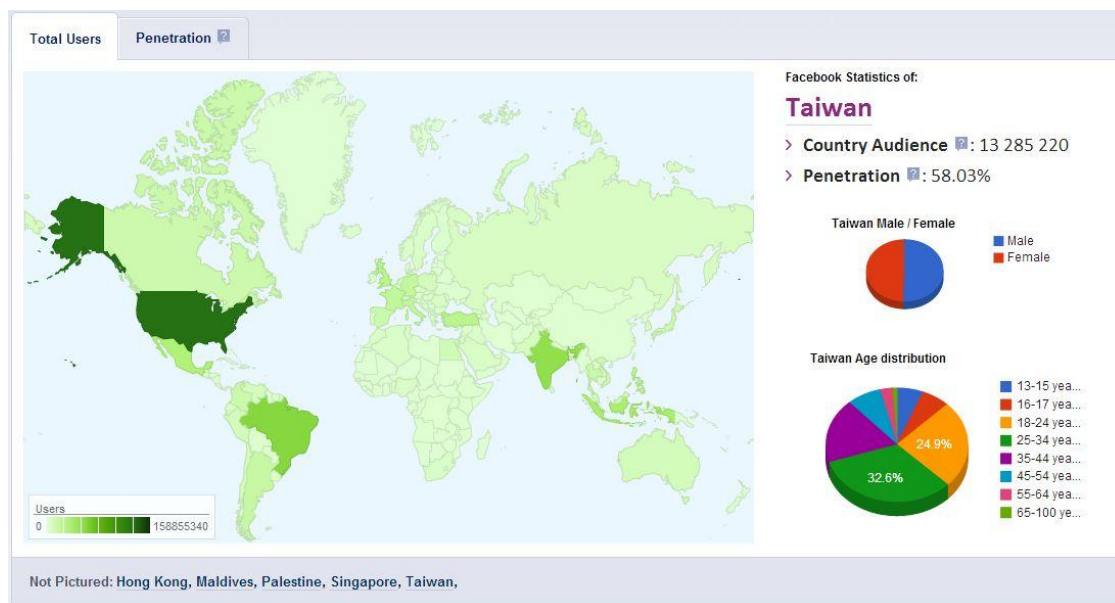 Total Users
Penetration ?
Facebook Statistics of:
Taiwan
> Country Audience ?: 13 285 220
> Penetration ?: 58.03%
Taiwan Male / Female
Male
Female
Taiwan Age distribution
24.9%
32.6%
13-15 yea...
16-17 yea...
18-24 yea...
25-34 yea...
35-44 yea...
45-54 yea...
55-64 yea...
65-100 ye...
Users
0 158855340
Not Pictured: Hong Kong, Maldives, Palestine, Singapore, Taiwan,